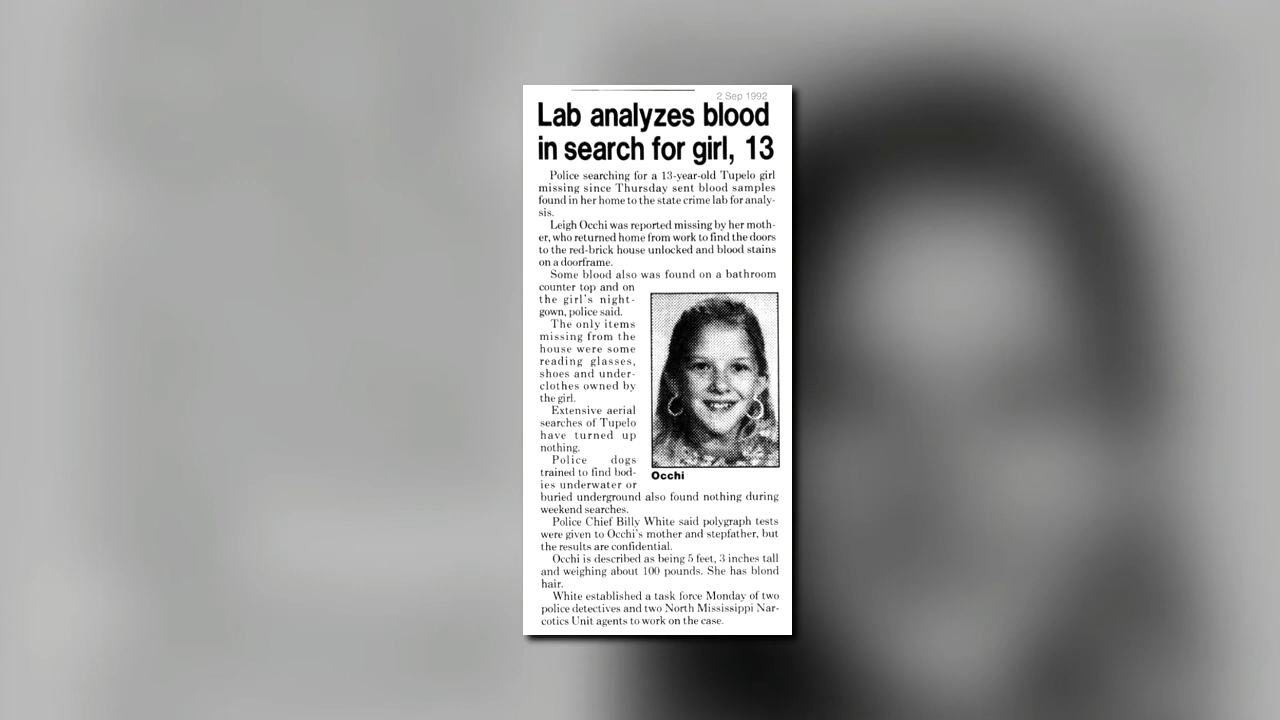 2 Sep 1992
Lab analyzes blood
in search for girl, 13
Police searching for a 13-year-old Tupelo girl
missing since Thursday sent blood samples
found in her home to the state crime lab for analy-
sis.
Leigh Occhi was reported missing by her moth-
er, who returned home from work to find the doors
to the red-brick house unlocked and blood stains
on a doorframe.
Some blood also was found on a bathroom
counter top and on
the girl's night-
gown, police said.
The only items
missing from the
house were some
reading glasses,
shoes and under-
clothes owned by
the girl.
Extensive aerial
searches of Tupelo
have turned up
nothing.
Police dogs
trained to find bod-
ies underwater or
buried underground also found nothing during
weekend searches.
Police Chief Billy White said polygraph tests
were given to Occhi's mother and stepfather, but
the results are confidential.
Occhi is described as being 5 feet, 3 inches tall
and weighing about 100 pounds. She has blond
hair.
White established a task force Monday of two
police detectives and two North Mississippi Nar-
cotics Unit agents to work on the case.
Occhi